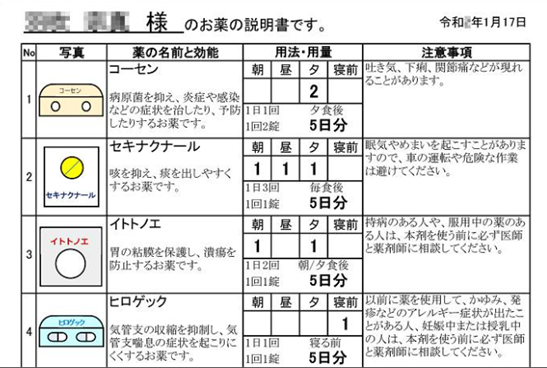 様 のお薬の説明書です。
令和 年1月17日
No 写真 薬の名前と効能 用法・用量 注意事項
1
コーセン
コーセン
病原菌を抑え、炎症や感染
などの症状を治したり、予防
したりするお薬です。
朝 昼 夕 寝前
2
1日1回 夕食後
1回2錠 5日分
吐き気、下痢、関節痛などが現れ
ることがあります。
2
セキナクナール
セキナクナール
咳を抑え、痰を出しやすく
するお薬です。
朝 昼 夕 寝前
1 1 1
1日3回 毎食後
1回1錠 5日分
眠気やめまいを起こすことがありま
すので、車の運転や危険な作業
は避けてください。
3
イトトノエ
イトトノエ
胃の粘膜を保護し、潰瘍を
防止するお薬です。
朝 昼 夕 寝前
1 1
1日2回 朝/夕食後
1回1錠 5日分
持病のある人や、服用中の薬のあ
る人は、本剤を使う前に必ず医師
と薬剤師に相談してください。
4
ヒロゲック
ヒロゲック
気管支の収縮を抑制し、気
管支喘息の症状を起こりに
くくするお薬です。
朝 昼 夕 寝前
1
1日1回 寝る前
1回1錠 5日分
以前に薬を使用して、かゆみ、発
疹などのアレルギー症状が出たこ
とがある人、妊娠中または授乳中
の人は、本剤を使う前に必ず医師
と薬剤師に相談してください。